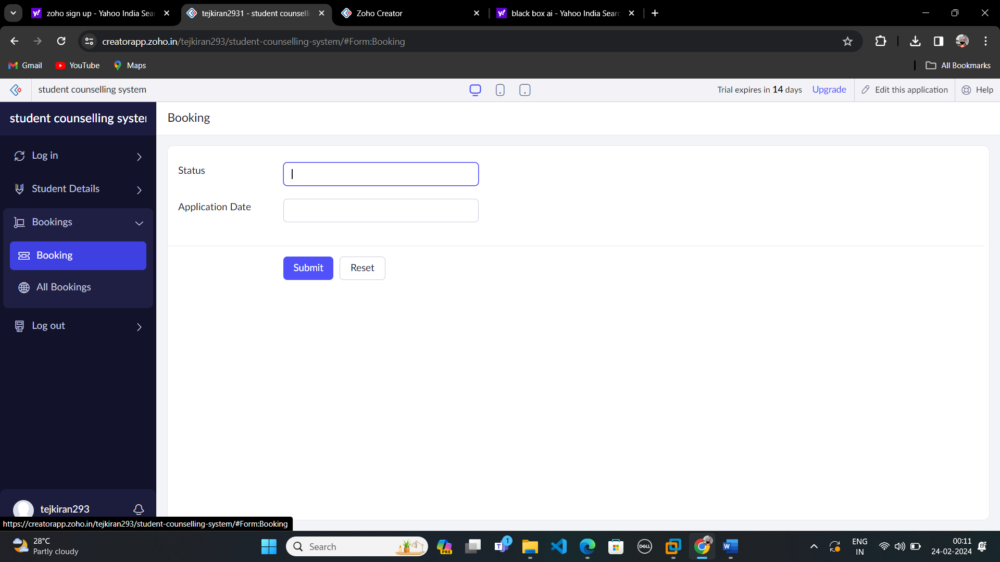 zoho sign up - Yahoo India Sear
tejkiran2931 - student counselli
Zoho Creator
black box ai - Yahoo India Searc
creatorapp.zoho.in/tejkiran293/student-counselling-system/#Form:Booking
Gmail
YouTube
Maps
All Bookmarks
student counselling system
Trial expires in 14 days
Upgrade
Edit this application
Help
student counselling syster
Booking
Log in
Student Details
Bookings
Booking
All Bookings
Log out
Status
Application Date
Submit
Reset
tejkiran293
https://creatorapp.zoho.in/tejkiran293/student-counselling-system/#Form:Booking
28°C
Partly cloudy
Search
PRE
1
DELL
ENG
IN
00:11
24-02-2024